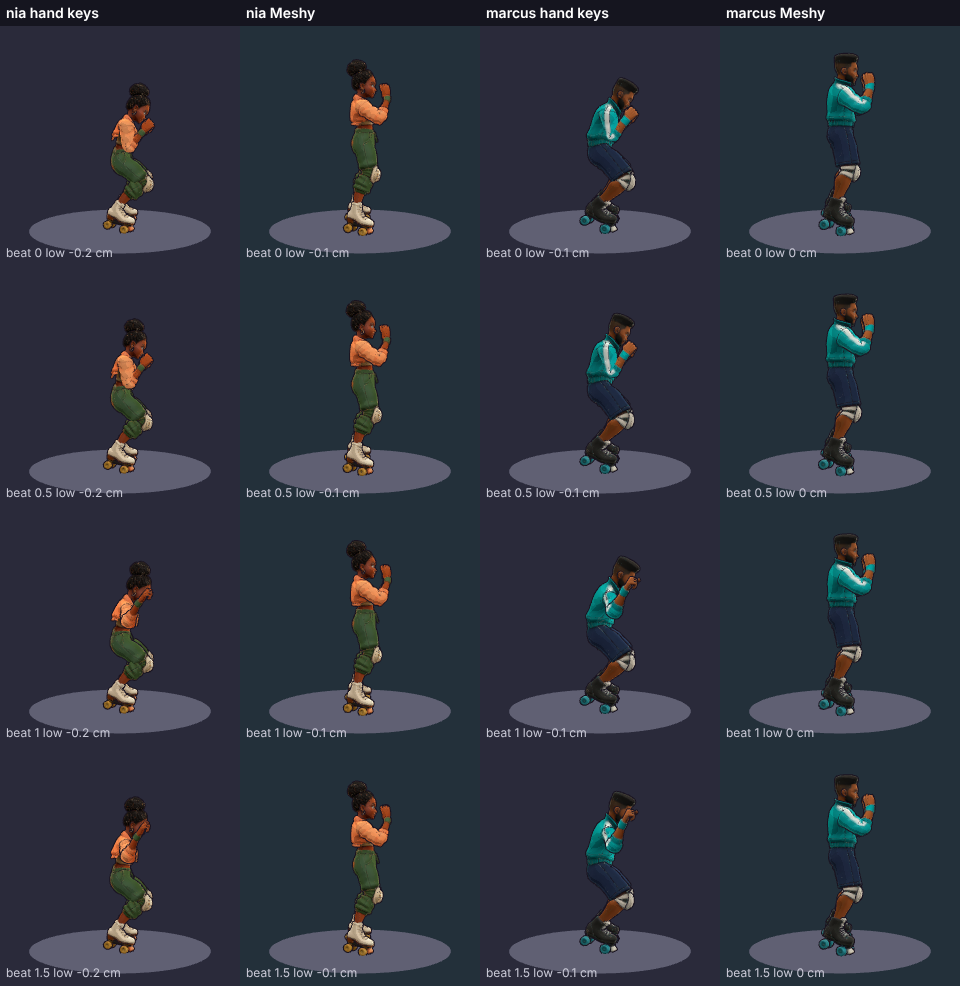 nia hand keys
nia Meshy
marcus hand keys
marcus Meshy
beat 0 low -0.2 cm
beat 0 low -0.1 cm
beat 0 low -0.1 cm
beat 0 low 0 cm
beat 0.5 low -0.2 cm
beat 0.5 low -0.1 cm
beat 0.5 low -0.1 cm
beat 0.5 low 0 cm
beat 1 low -0.2 cm
beat 1 low -0.1 cm
beat 1 low -0.1 cm
beat 1 low 0 cm
beat 1.5 low -0.2 cm
beat 1.5 low -0.1 cm
beat 1.5 low -0.1 cm
beat 1.5 low 0 cm